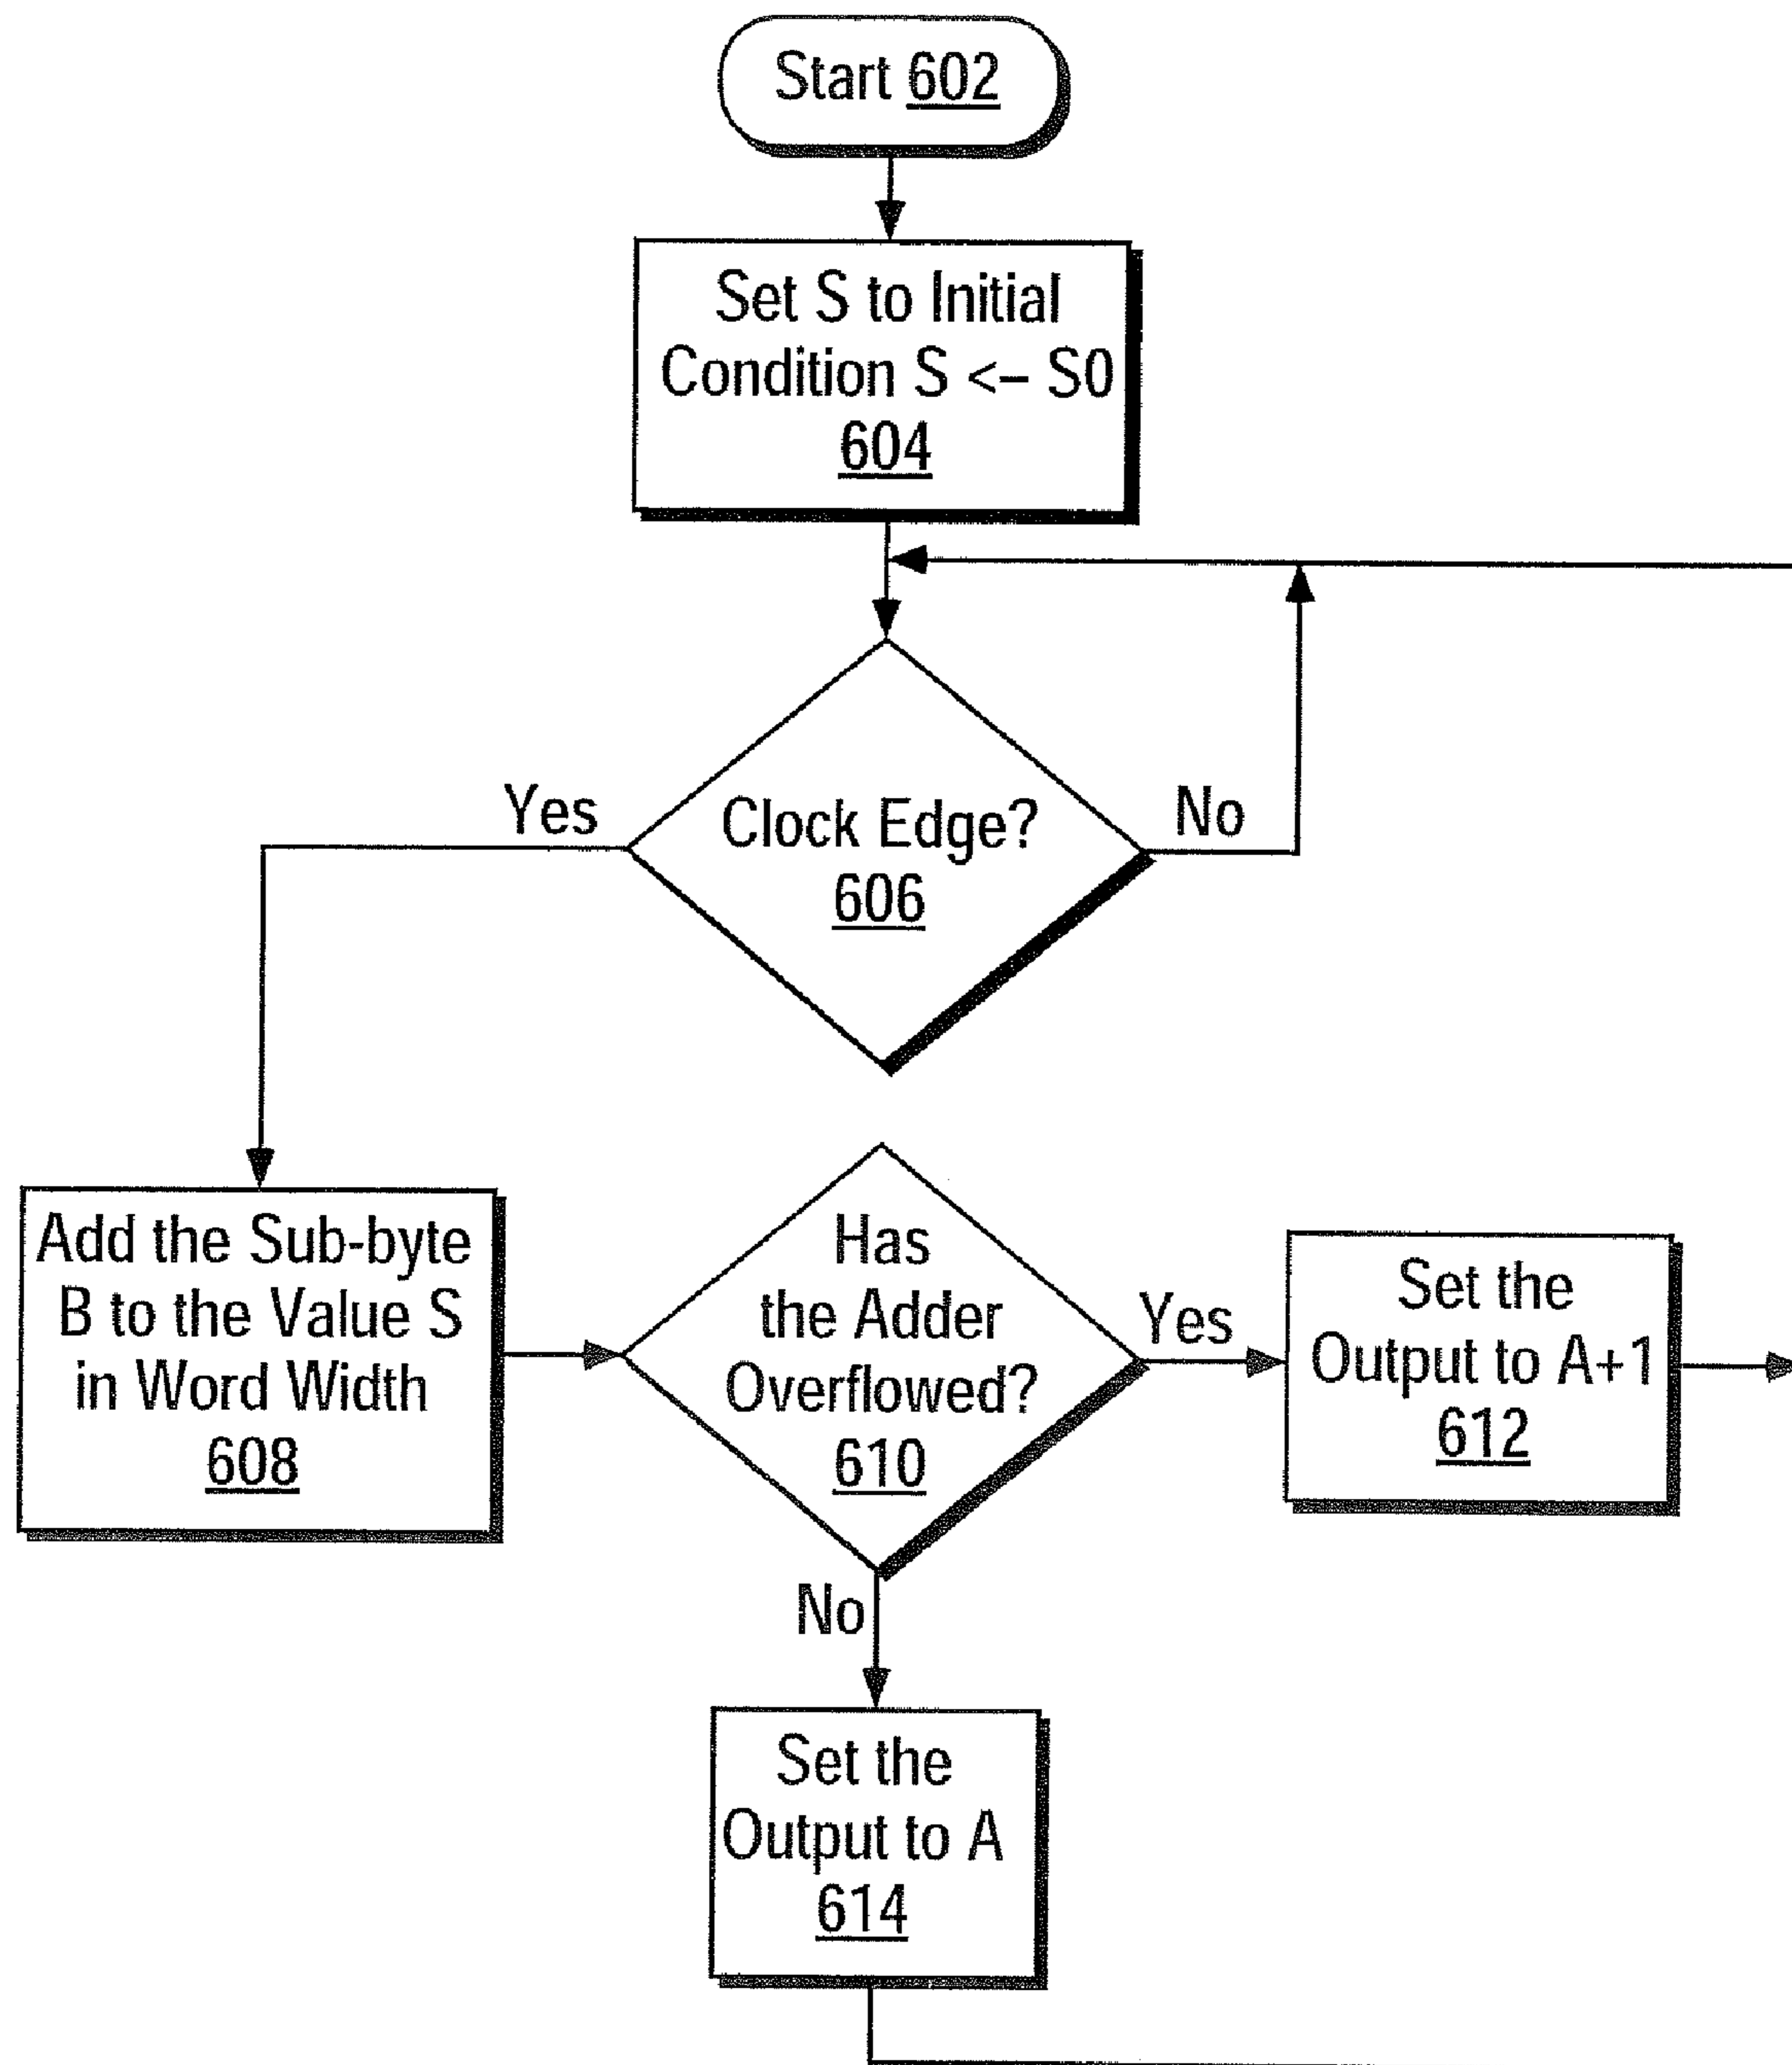 Start 602
Set S to Initial
Condition S <– S0
604
Clock Edge?
606
Yes
No
Add the Sub-byte
B to the Value S
in Word Width
608
Has
the Adder
Overflowed?
610
Yes
No
Set the
Output to A+1
612
Set the
Output to A
614